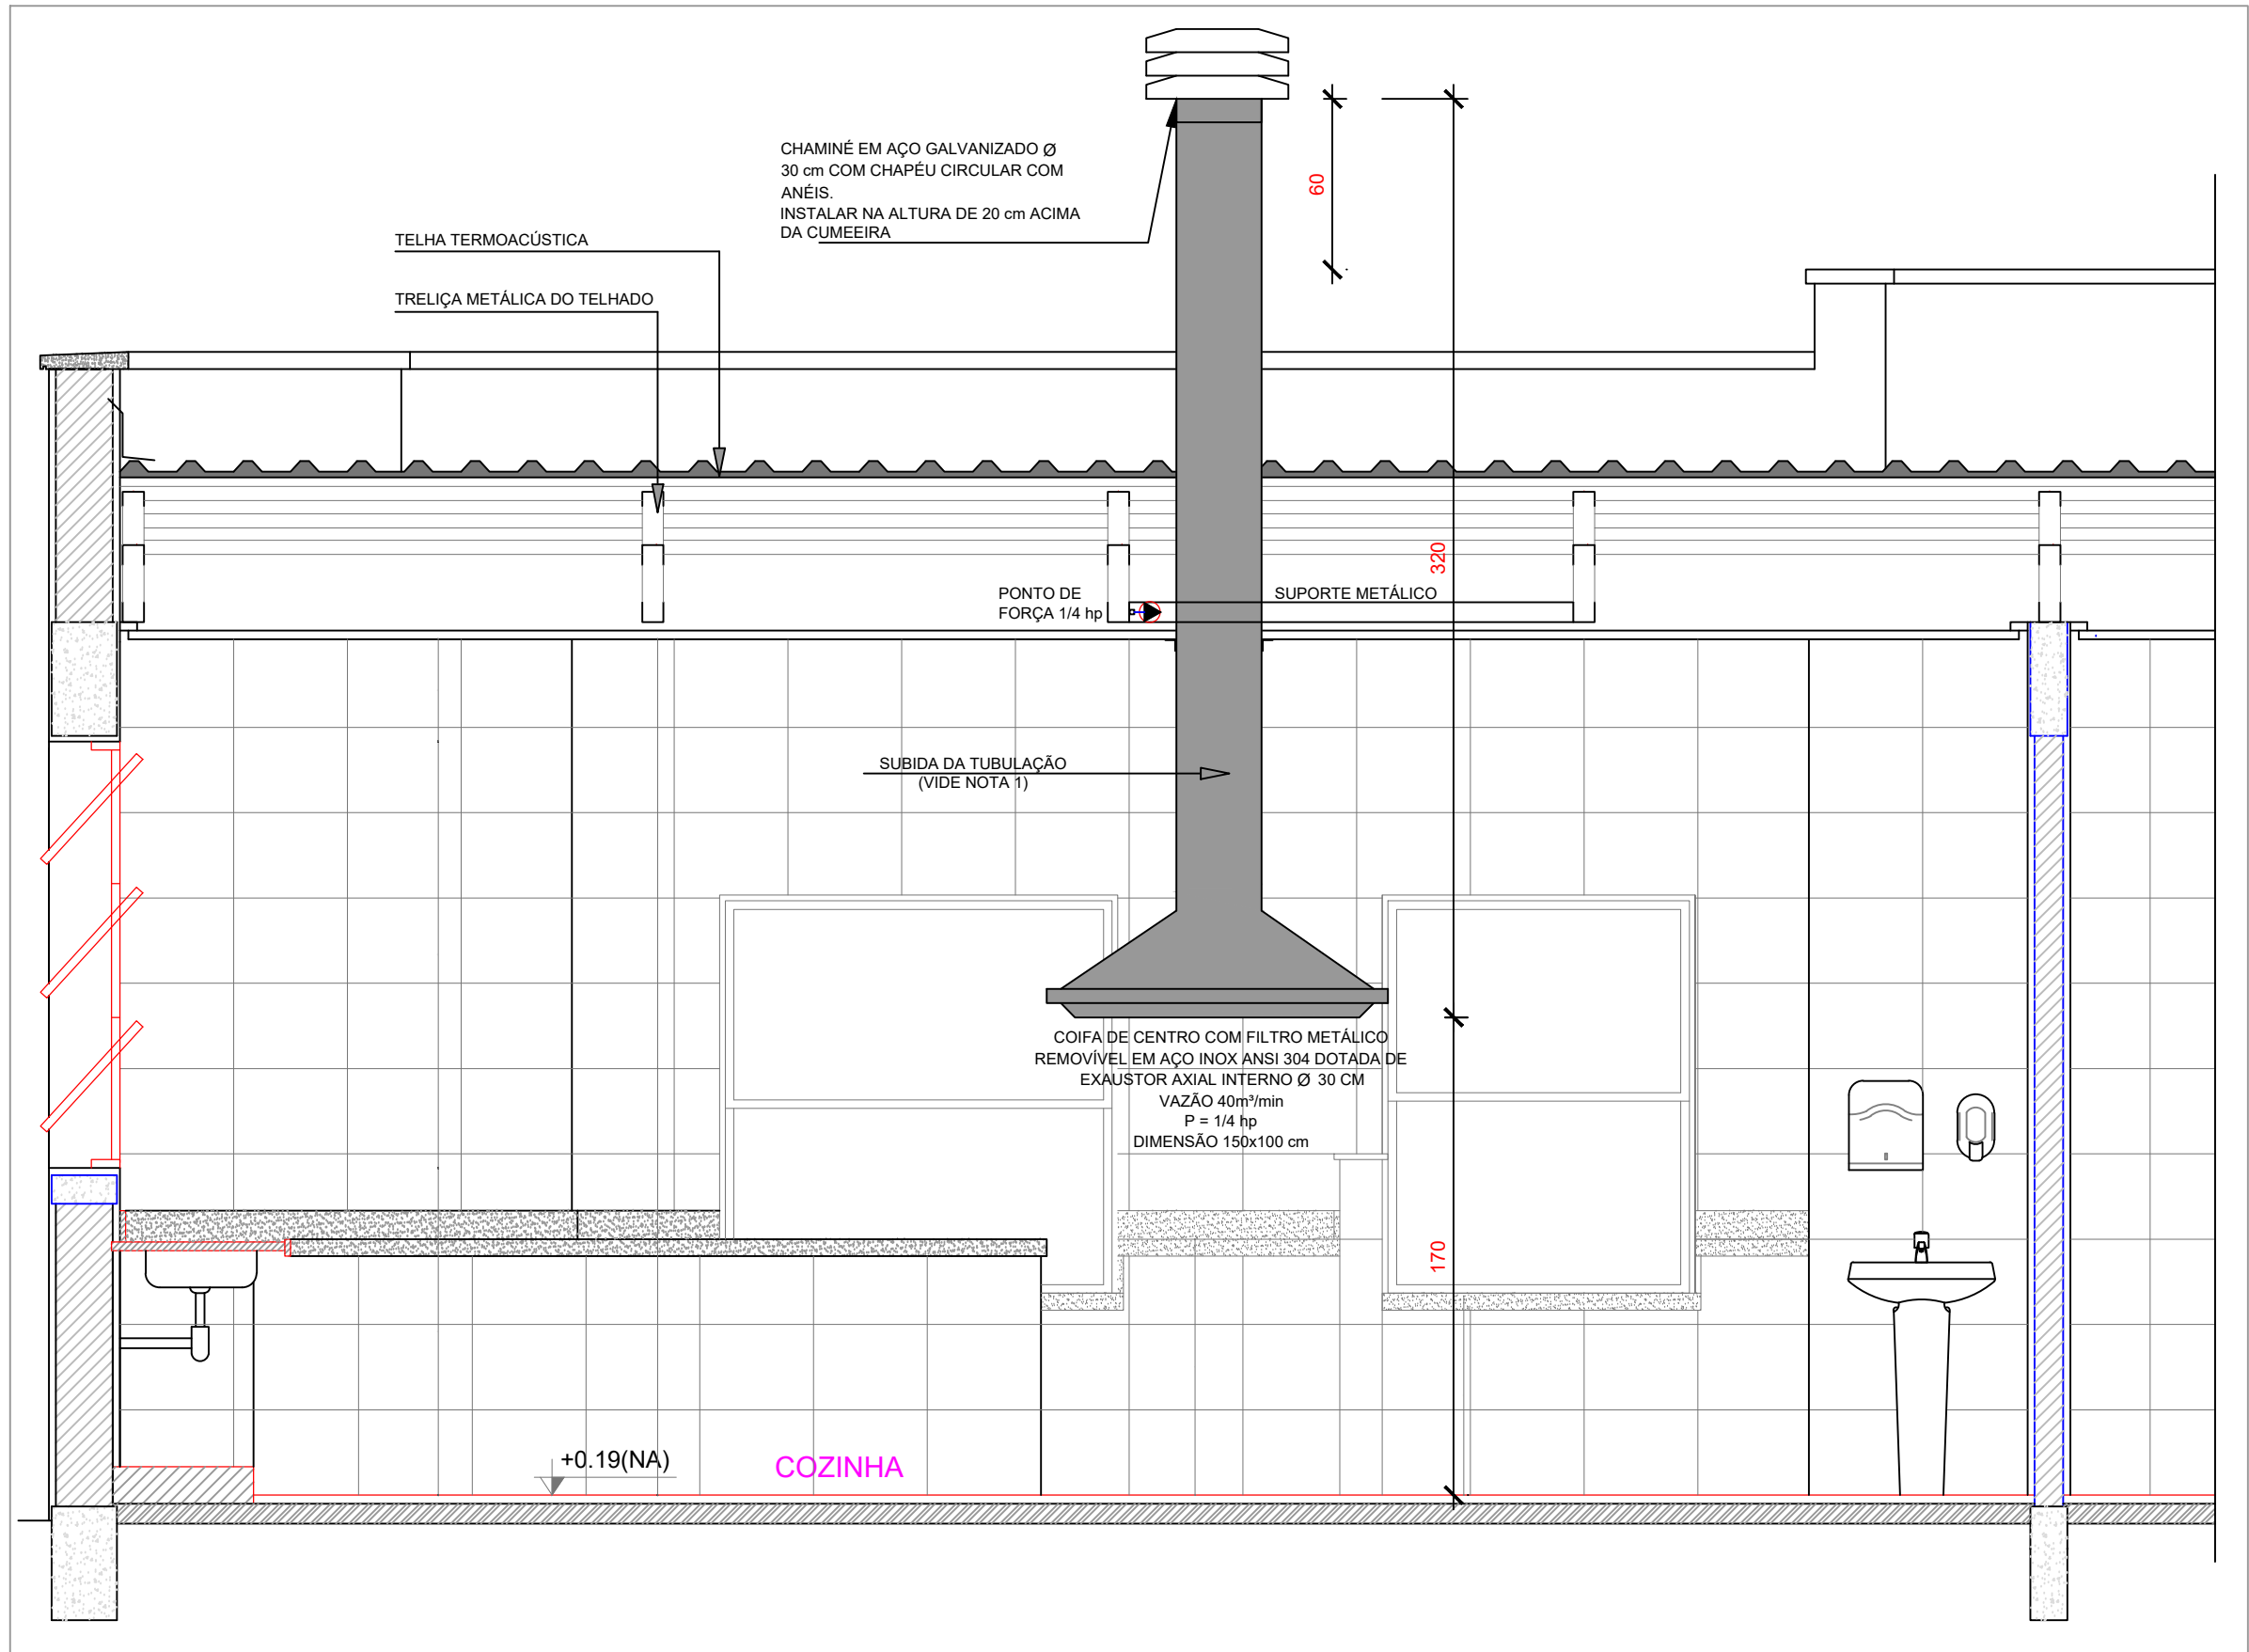 CHAMINÉ EM AÇO GALVANIZADO Ø
30 cm COM CHAPÉU CIRCULAR COM
ANÉIS.
INSTALAR NA ALTURA DE 20 cm ACIMA
DA CUMEEIRA
60
TELHA TERMOACÚSTICA
TRELIÇA METÁLICA DO TELHADO
320
PONTO DE
FORÇA 1/4 hp
SUPORTE METÁLICO
SUBIDA DA TUBULAÇÃO
(VIDE NOTA 1)
COIFA DE CENTRO COM FILTRO METÁLICO
REMOVÍVEL EM AÇO INOX ANSI 304 DOTADA DE
EXAUSTOR AXIAL INTERNO Ø 30 CM
VAZÃO 40m³/min
P = 1/4 hp
DIMENSÃO 150x100 cm
170
+0.19(NA)
COZINHA